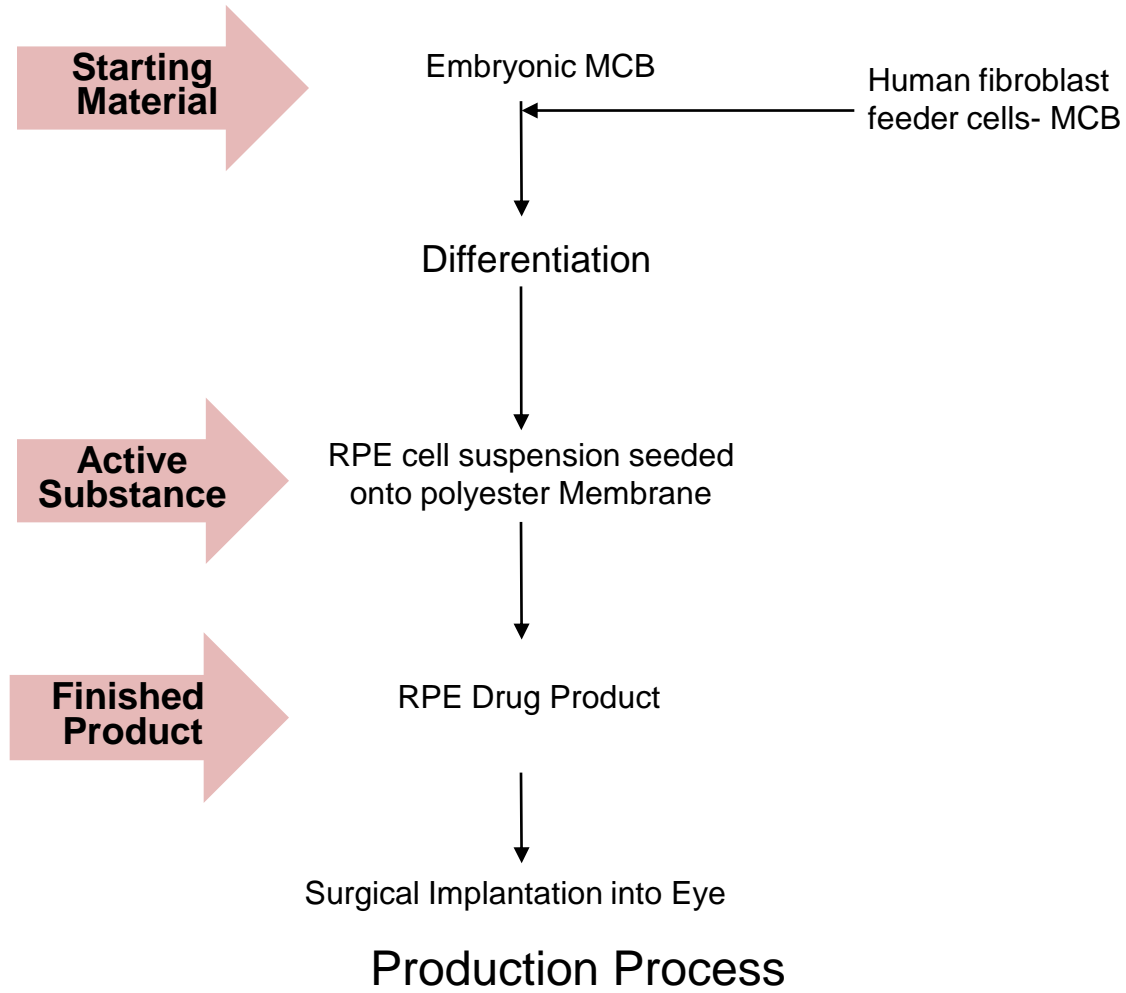 Starting
Material
Embryonic MCB
Human fibroblast
feeder cells- MCB
Differentiation
Active
Substance
RPE cell suspension seeded
onto polyester Membrane
Finished
Product
RPE Drug Product
Surgical Implantation into Eye
Production Process